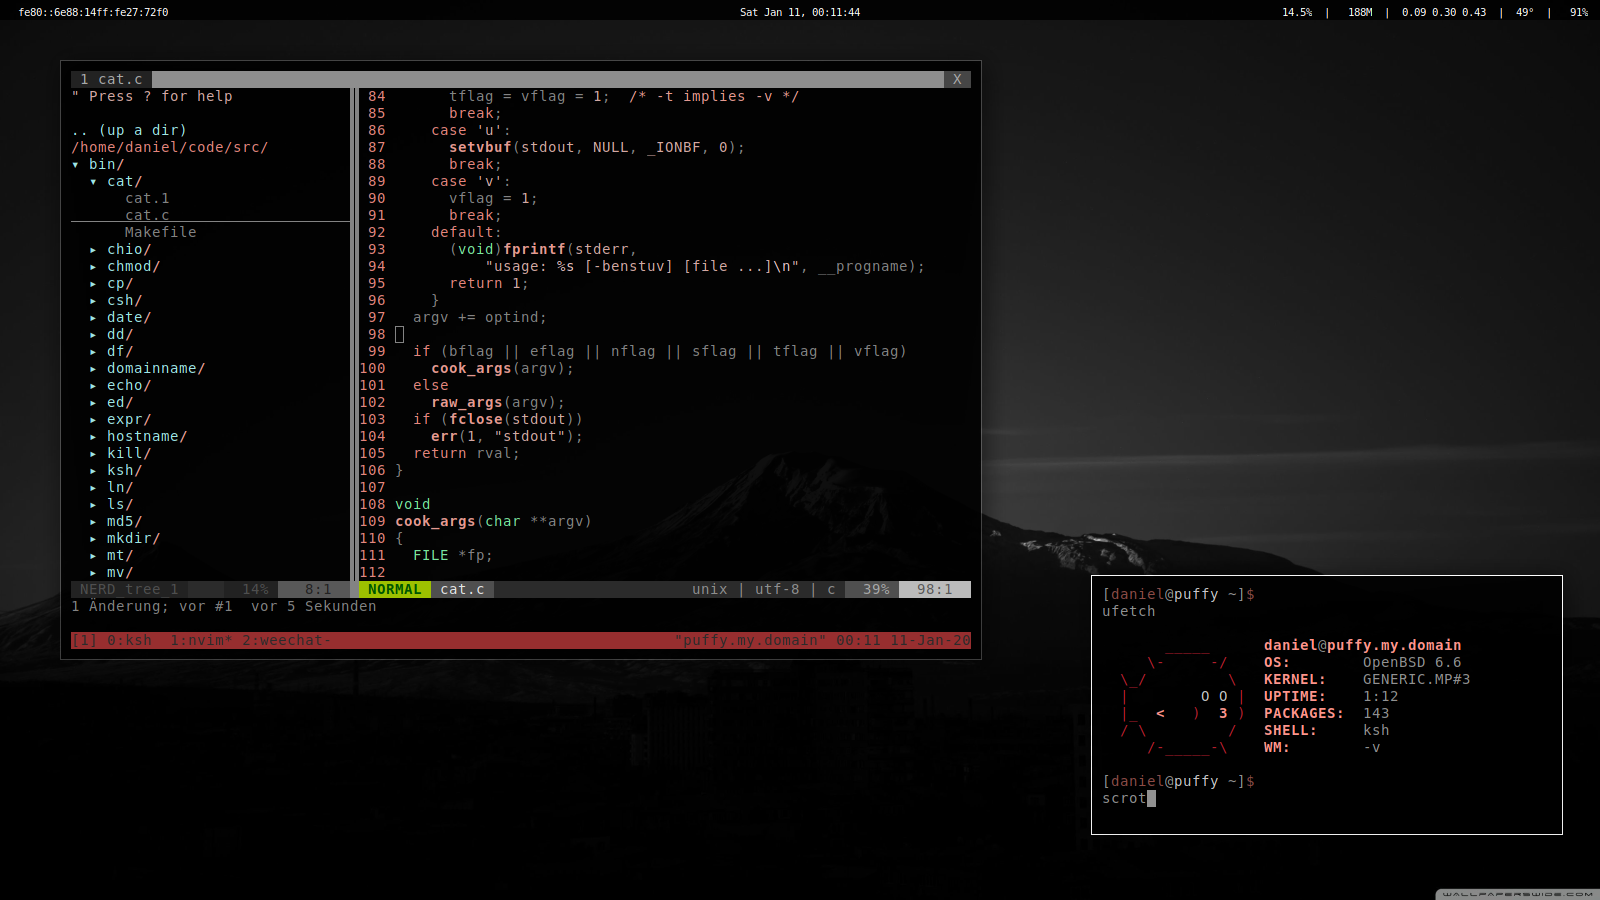 fe80::6e88:14ff:fe27:72f0
Sat Jan 11, 00:11:44
14.5% | 188M | 0.09 0.30 0.43 | 49° | 91%
1 cat.c X
" Press ? for help
.. (up a dir)
/home/daniel/code/src/
▾ bin/
▾ cat/
cat.1
cat.c
Makefile
▸ chio/
▸ chmod/
▸ cp/
▸ csh/
▸ date/
▸ dd/
▸ df/
▸ domainname/
▸ echo/
▸ ed/
▸ expr/
▸ hostname/
▸ kill/
▸ ksh/
▸ ln/
▸ ls/
▸ md5/
▸ mkdir/
▸ mt/
▸ mv/
84 tflag = vflag = 1; /* -t implies -v */
85 break;
86 case 'u':
87 setvbuf(stdout, NULL, _IONBF, 0);
88 break;
89 case 'v':
90 vflag = 1;
91 break;
92 default:
93 (void)fprintf(stderr,
94 "usage: %s [-benstuv] [file ...]\n", __progname);
95 return 1;
96 }
97 argv += optind;
98
99 if (bflag || eflag || nflag || sflag || tflag || vflag)
100 cook_args(argv);
101 else
102 raw_args(argv);
103 if (fclose(stdout))
104 err(1, "stdout");
105 return rval;
106 }
107
108 void
109 cook_args(char **argv)
110 {
111 FILE *fp;
112
NERD tree 1 14% 8:1 NORMAL cat.c unix | utf-8 | c 39% 98:1
1 Änderung; vor #1 vor 5 Sekunden
[1] 0:ksh 1:nvim* 2:weechat- "puffy.my.domain" 00:11 11-Jan-20
[daniel@puffy ~]$
ufetch
_____
\- -/
\_/ \
| O O |
|_ < ) 3 )
/ \ /
/-_____-\
daniel@puffy.my.domain
OS: OpenBSD 6.6
KERNEL: GENERIC.MP#3
UPTIME: 1:12
PACKAGES: 143
SHELL: ksh
WM: -v
[daniel@puffy ~]$
scrot